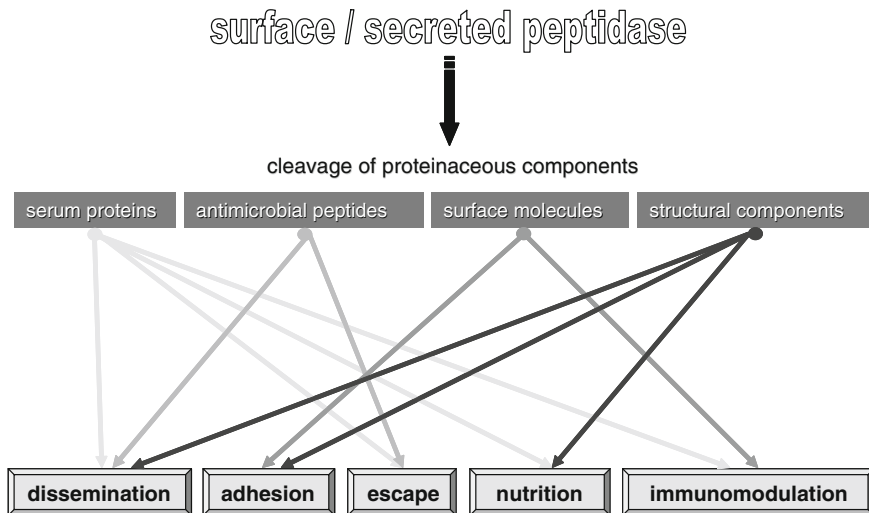 surface / secreted peptidase
cleavage of proteinaceous components
serum proteins antimicrobial peptides surface molecules structural components
dissemination adhesion escape nutrition immunomodulation